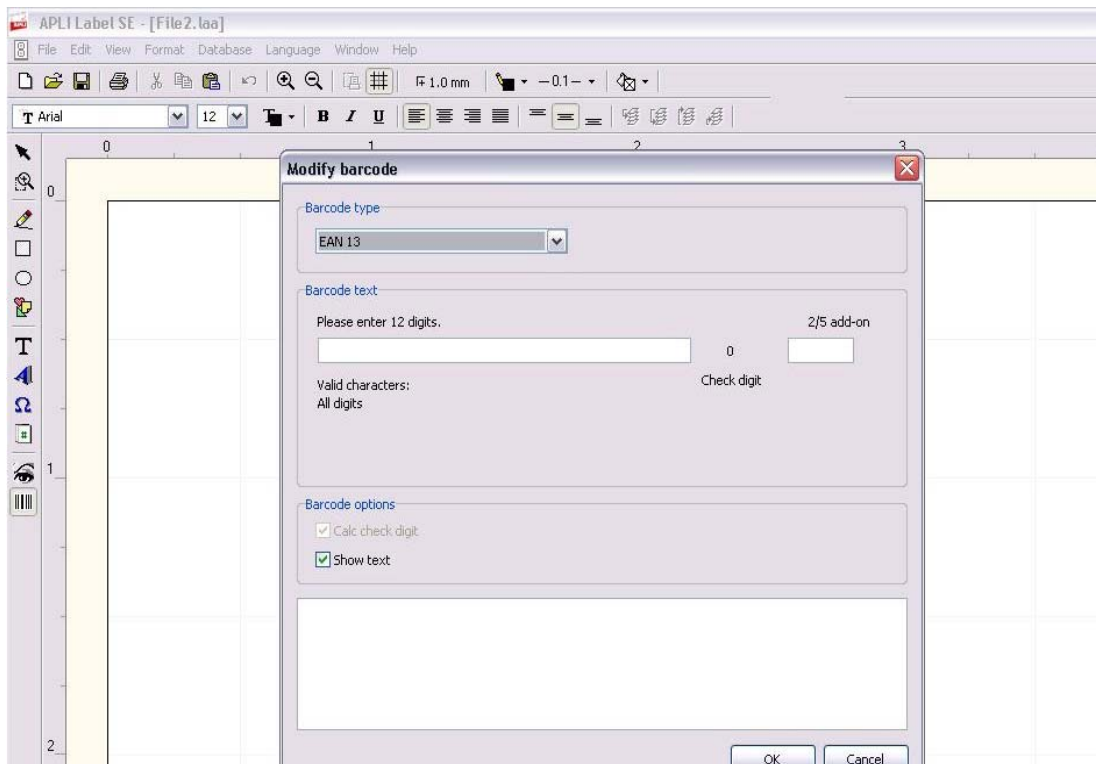 APLI Label SE - [File2.laa]
File Edit View Format Database Language Window Help
1.0 mm -0.1-
T Arial 12 T B I U
0 1 2 3
Modify barcode
0
Barcode type
EAN 13
Barcode text
Please enter 12 digits. 2/5 add-on
0
Valid characters: Check digit
All digits
T
A
Ω
1
Barcode options
Calc check digit
Show text
2
OK Cancel